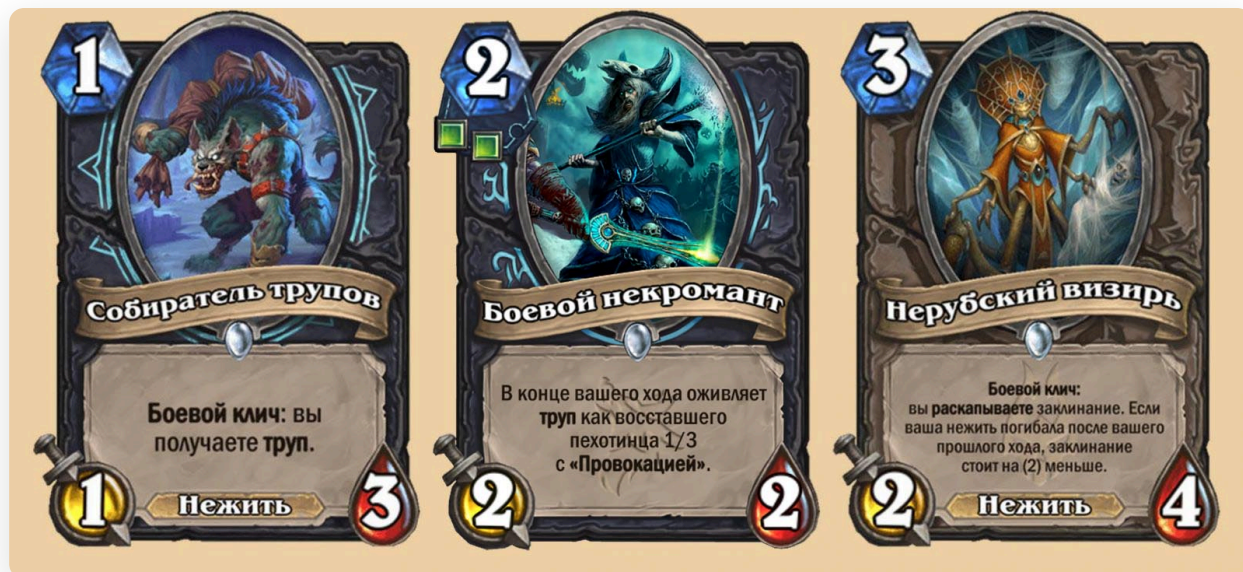 1
Собиратель трупов
Боевой клич: вы
получаете труп.
1
Нежить
3
2
Боевой некромант
В конце вашего хода оживляет
труп как восставшего
пехотинца 1/3
с «Провокацией».
2
2
3
Нерубский визирь
Боевой клич:
вы раскапываете заклинание. Если
ваша нежить погибала после вашего
прошлого хода, заклинание
стоит на (2) меньше.
2
Нежить
4